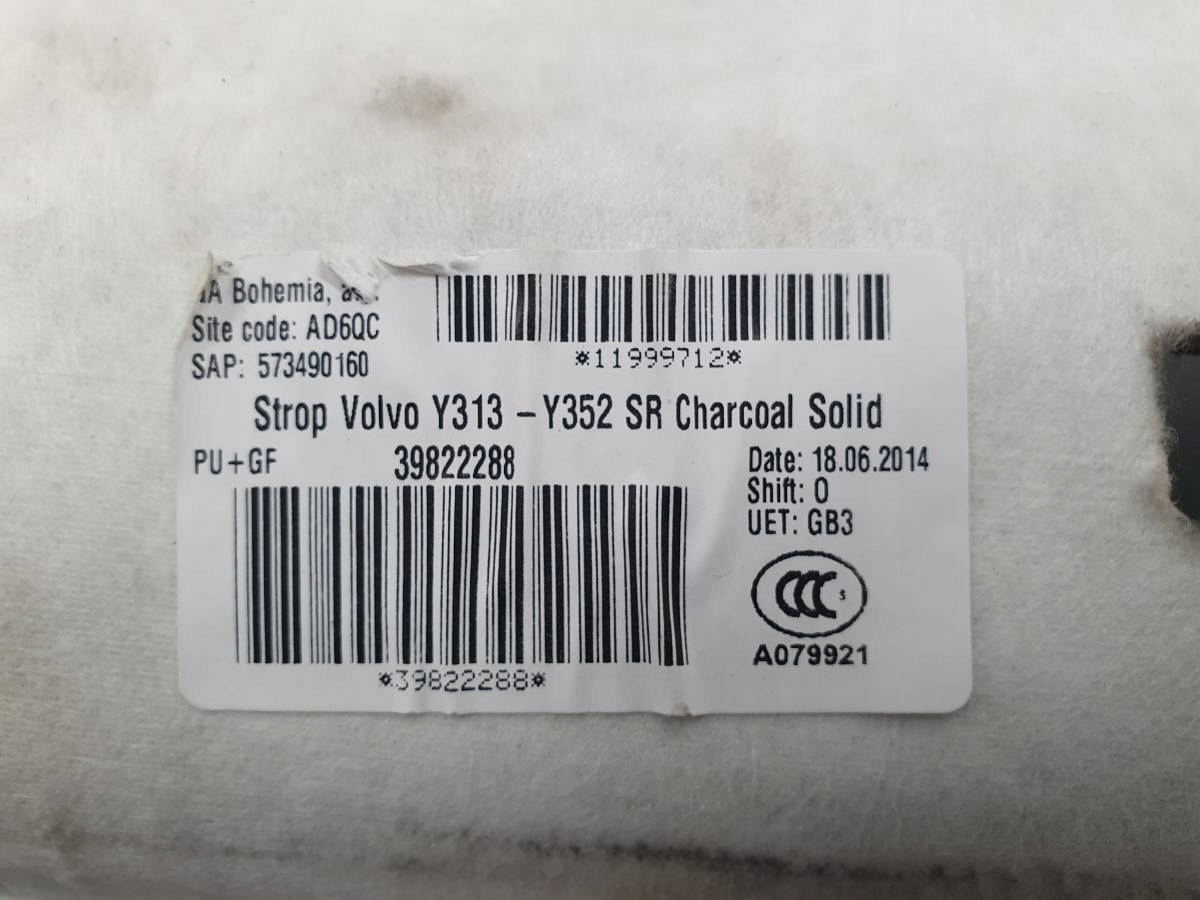 Bohemia,
Site code: AD6QC
SAP: 573490160
*11999712*
Strop Volvo Y313 -Y352 SR Charcoal Solid
PU+GF
39822288
Date: 18.06.2014
Shift: 0
UET: GB3
*39822288*
CCC S
A079921